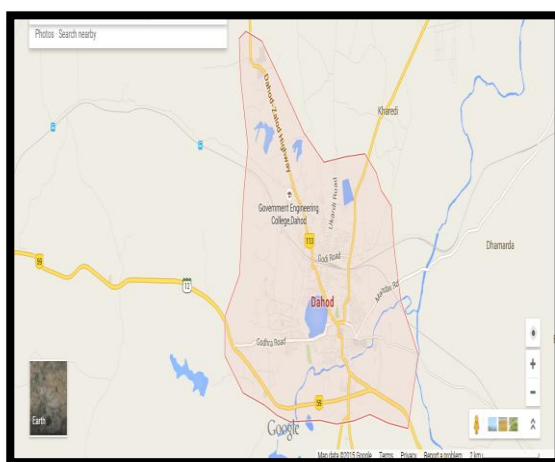 Photos · Search nearby
Dahod-Zalod Highway
Kharedi
Ukardi Road
Government Engineering
College,Dahod
113
Godi Road
Dhamarda
59
12
Dahod
Godhra Road
59
Earth
Google
Map data ©2015 Google Terms Privacy Report a problem 2 km